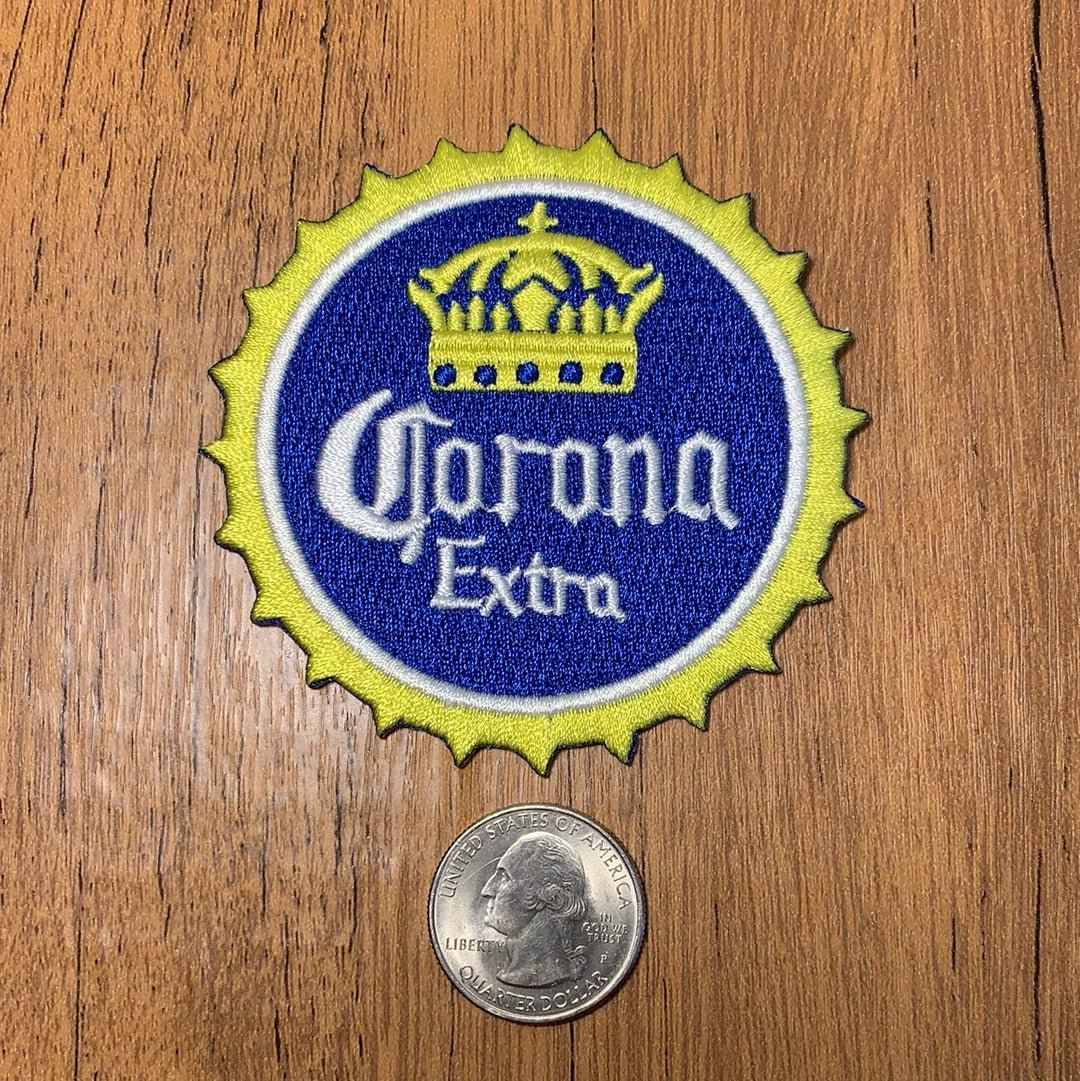 Corona
Extra
UNITED STATES OF AMERICA
LIBERTY
IN
GOD WE
TRUST
P
QUARTER DOLLAR